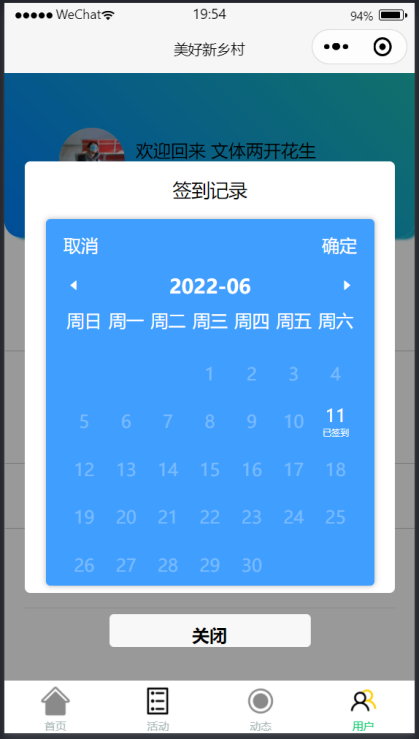 WeChat 19:54 94%
美好新乡村
欢迎回来 文体两开花生
签到记录
取消 确定
2022-06
周日 周一 周二 周三 周四 周五 周六
1 2 3 4
5 6 7 8 9 10 11
已签到
12 13 14 15 16 17 18
19 20 21 22 23 24 25
26 27 28 29 30
关闭
首页 活动 动态 用户